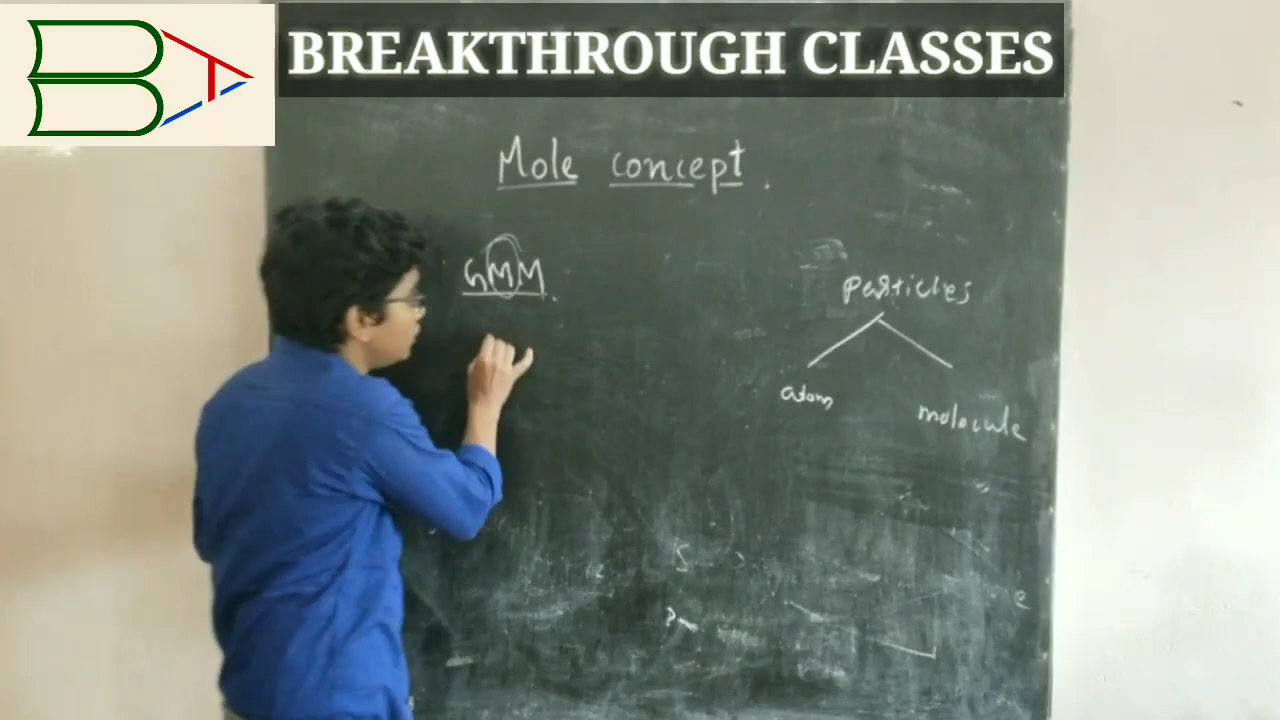 BREAKTHROUGH CLASSES
Mole concept.
GMM.
Particles
atom
molecule